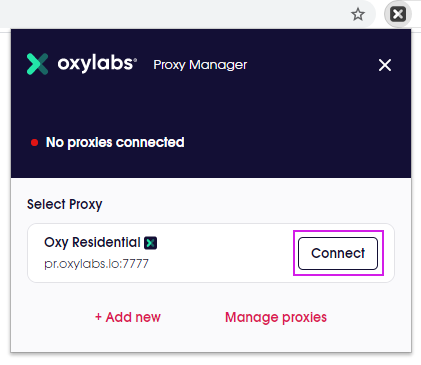 oxylabs® Proxy Manager
No proxies connected
Select Proxy
Oxy Residential
pr.oxylabs.io:7777
Connect
+ Add new
Manage proxies